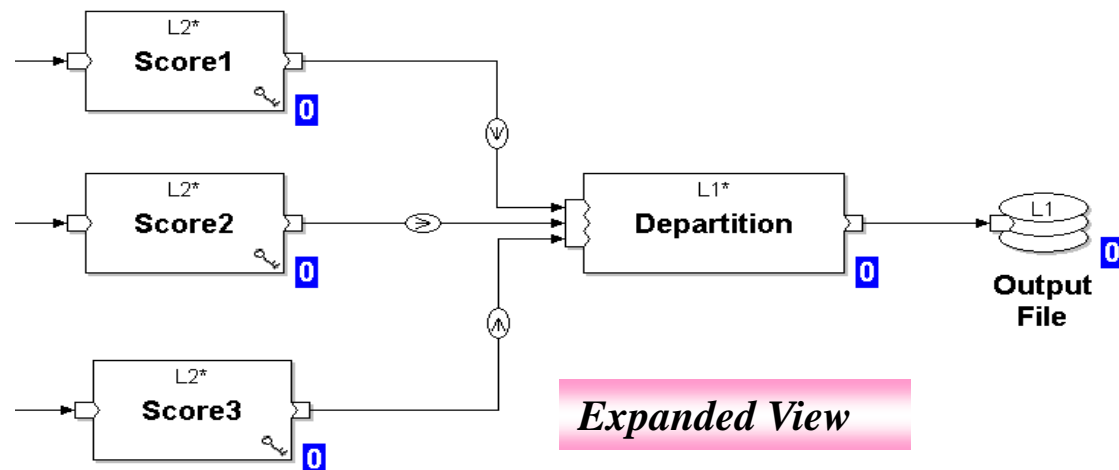 L2*
Score1
0
L2*
Score2
0
L1*
Departition
0
L1
0
Output
File
L2*
Score3
0
Expanded View